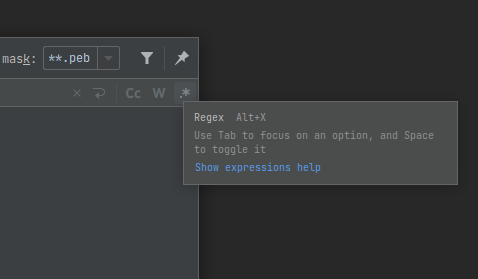 mask: **.peb
Cc W .*
Regex Alt+X
Use Tab to focus on an option, and Space
to toggle it
Show expressions help